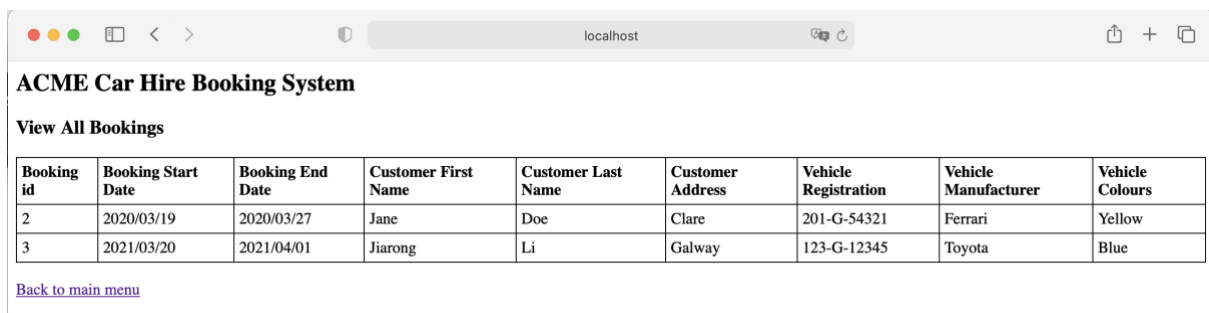 localhost
ACME Car Hire Booking System
View All Bookings
Booking id Booking Start Date Booking End Date Customer First Name Customer Last Name Customer Address Vehicle Registration Vehicle Manufacturer Vehicle Colours
2 2020/03/19 2020/03/27 Jane Doe Clare 201-G-54321 Ferrari Yellow
3 2021/03/20 2021/04/01 Jiarong Li Galway 123-G-12345 Toyota Blue
Back to main menu